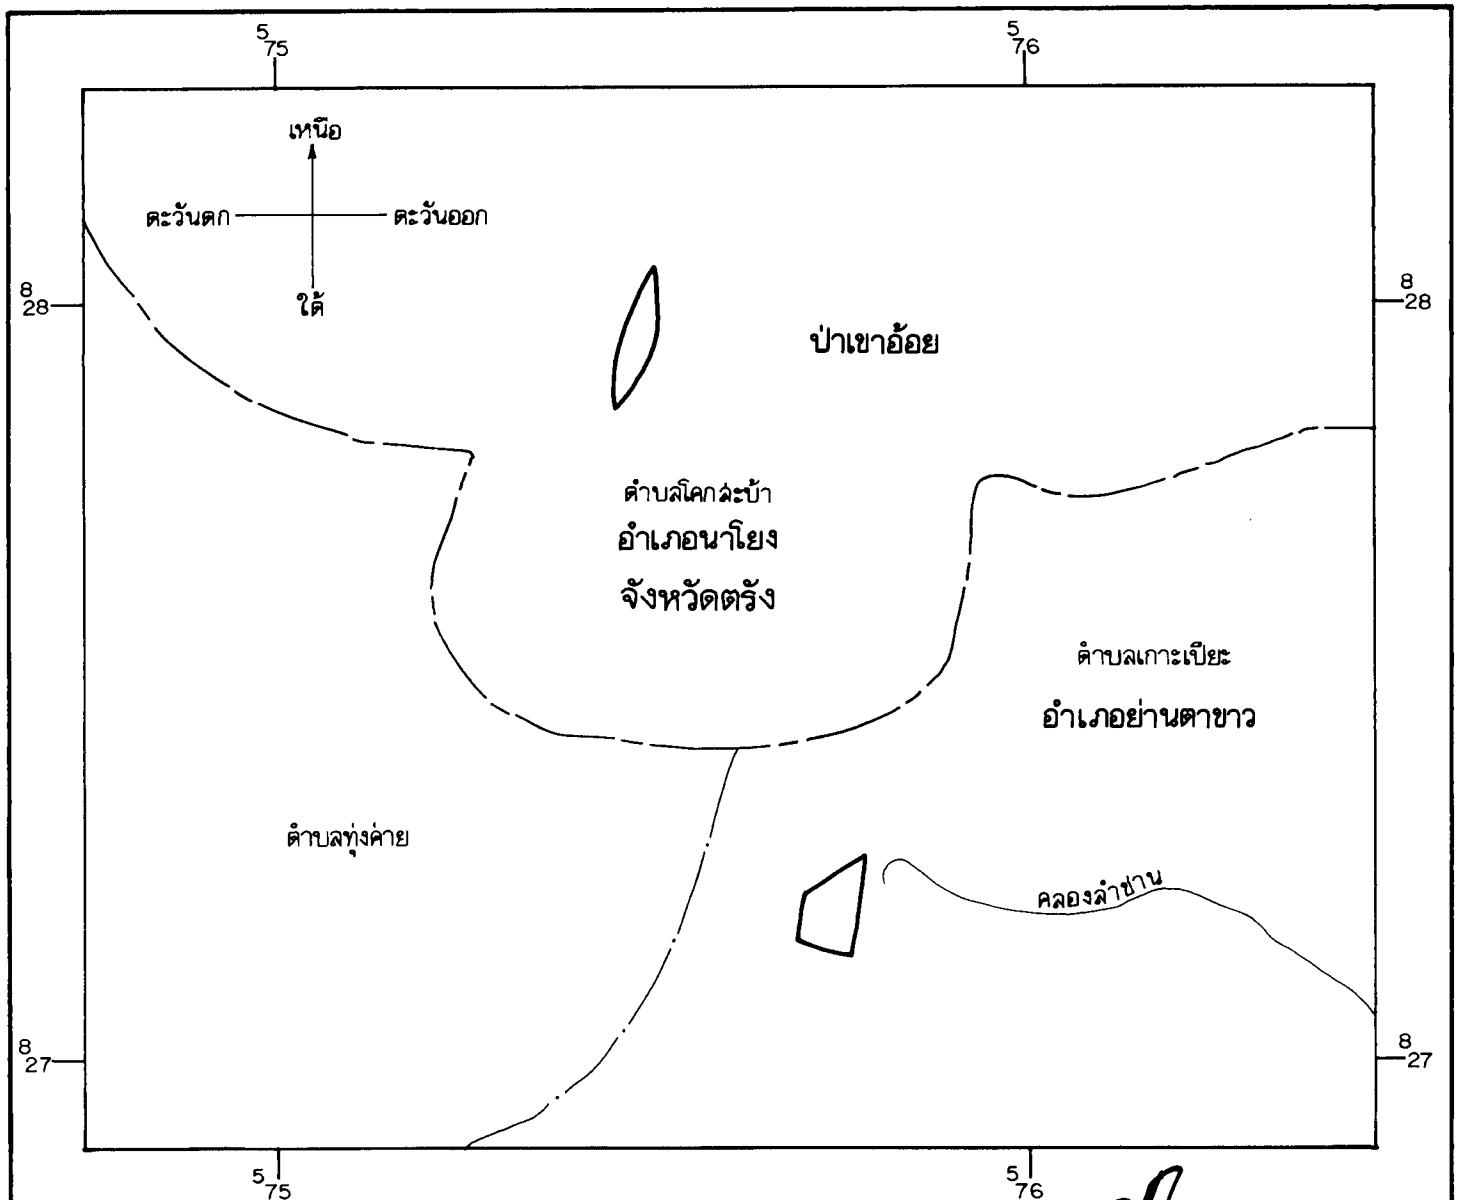 5 75
5 76
เหนือ
ตะวันตก
ตะวันออก
ใต้
8 28
8 28
ป่าเขาอ้อย
ตำบลโคกสะบ้า
อำเภอนาโยง
จังหวัดตรัง
ตำบลเกาะเปียะ
อำเภอย่านตาขาว
ตำบลทุ่งค่าย
คลองลำชาน
8 27
8 27
5 75
5 76